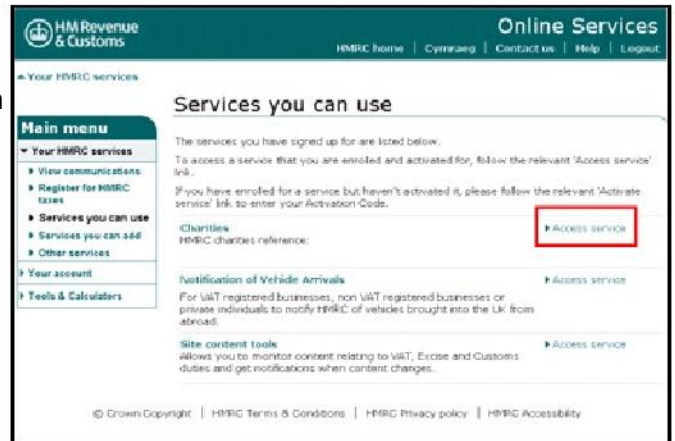 HM Revenue
& Customs
Online Services
HMRC home | Cymraeg | Contact us | Help | Logout
Your HMRC services
Services you can use
Main menu
Your HMRC services
View communications
Register for HMRC
taxes
Services you can use
Services you can add
Other services
Your account
Tools & Calculators
The services you have signed up for are listed below.
To access a service that you are enroled and activated for, follow the relevant 'Access service'
link.
If you have enroled for a service but haven't activated it, please follow the relevant 'Activate
service' link to enter your Activation Code.
Charities
Access service
HMRC charities reference:
Notification of Vehicle Arrivals
Access service
For VAT registered businesses, non VAT registered businesses or
private individuals to notify HMRC of vehicles brought into the UK from
abroad.
Site content tools
Access service
Allows you to monitor content relating to VAT, Excise and Customs
duties and get notifications when content changes.
© Crown Copyright | HMRC Terms & Conditions | HMRC Privacy policy | HMRC Accessibility